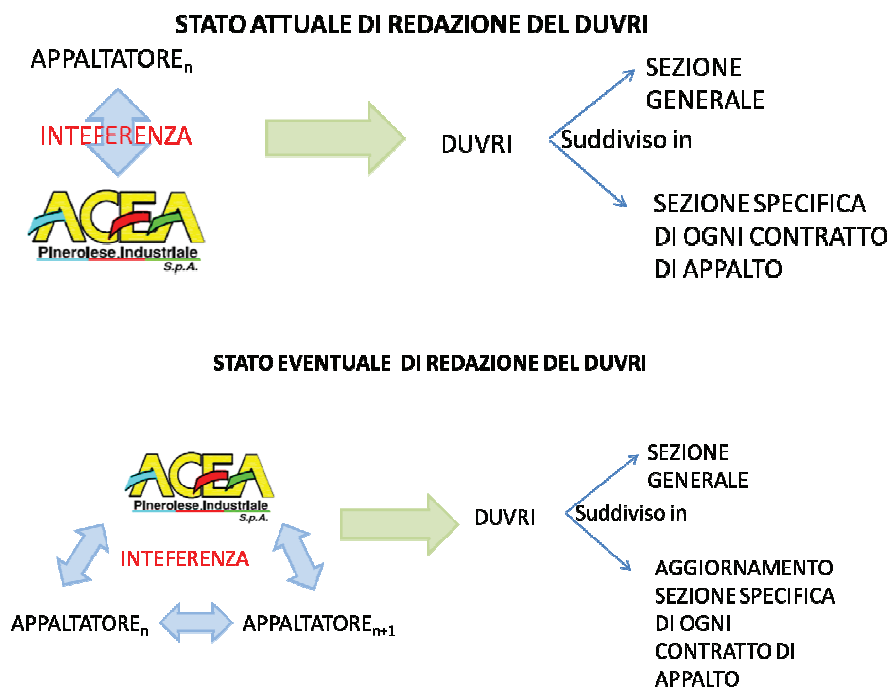 STATO ATTUALE DI REDAZIONE DEL DUVRI
APPALTATOREn
INTEFERENZA
ACEA
Pinerolese.Industriale
S.p.A.
DUVRI
Suddiviso in
SEZIONE
GENERALE
SEZIONE SPECIFICA
DI OGNI CONTRATTO
DI APPALTO
STATO EVENTUALE DI REDAZIONE DEL DUVRI
ACEA
Pinerolese.Industriale
S.p.A.
INTEFERENZA
APPALTATOREn
APPALTATOREn+1
DUVRI
Suddiviso in
SEZIONE
GENERALE
AGGIORNAMENTO
SEZIONE SPECIFICA
DI OGNI
CONTRATTO DI
APPALTO